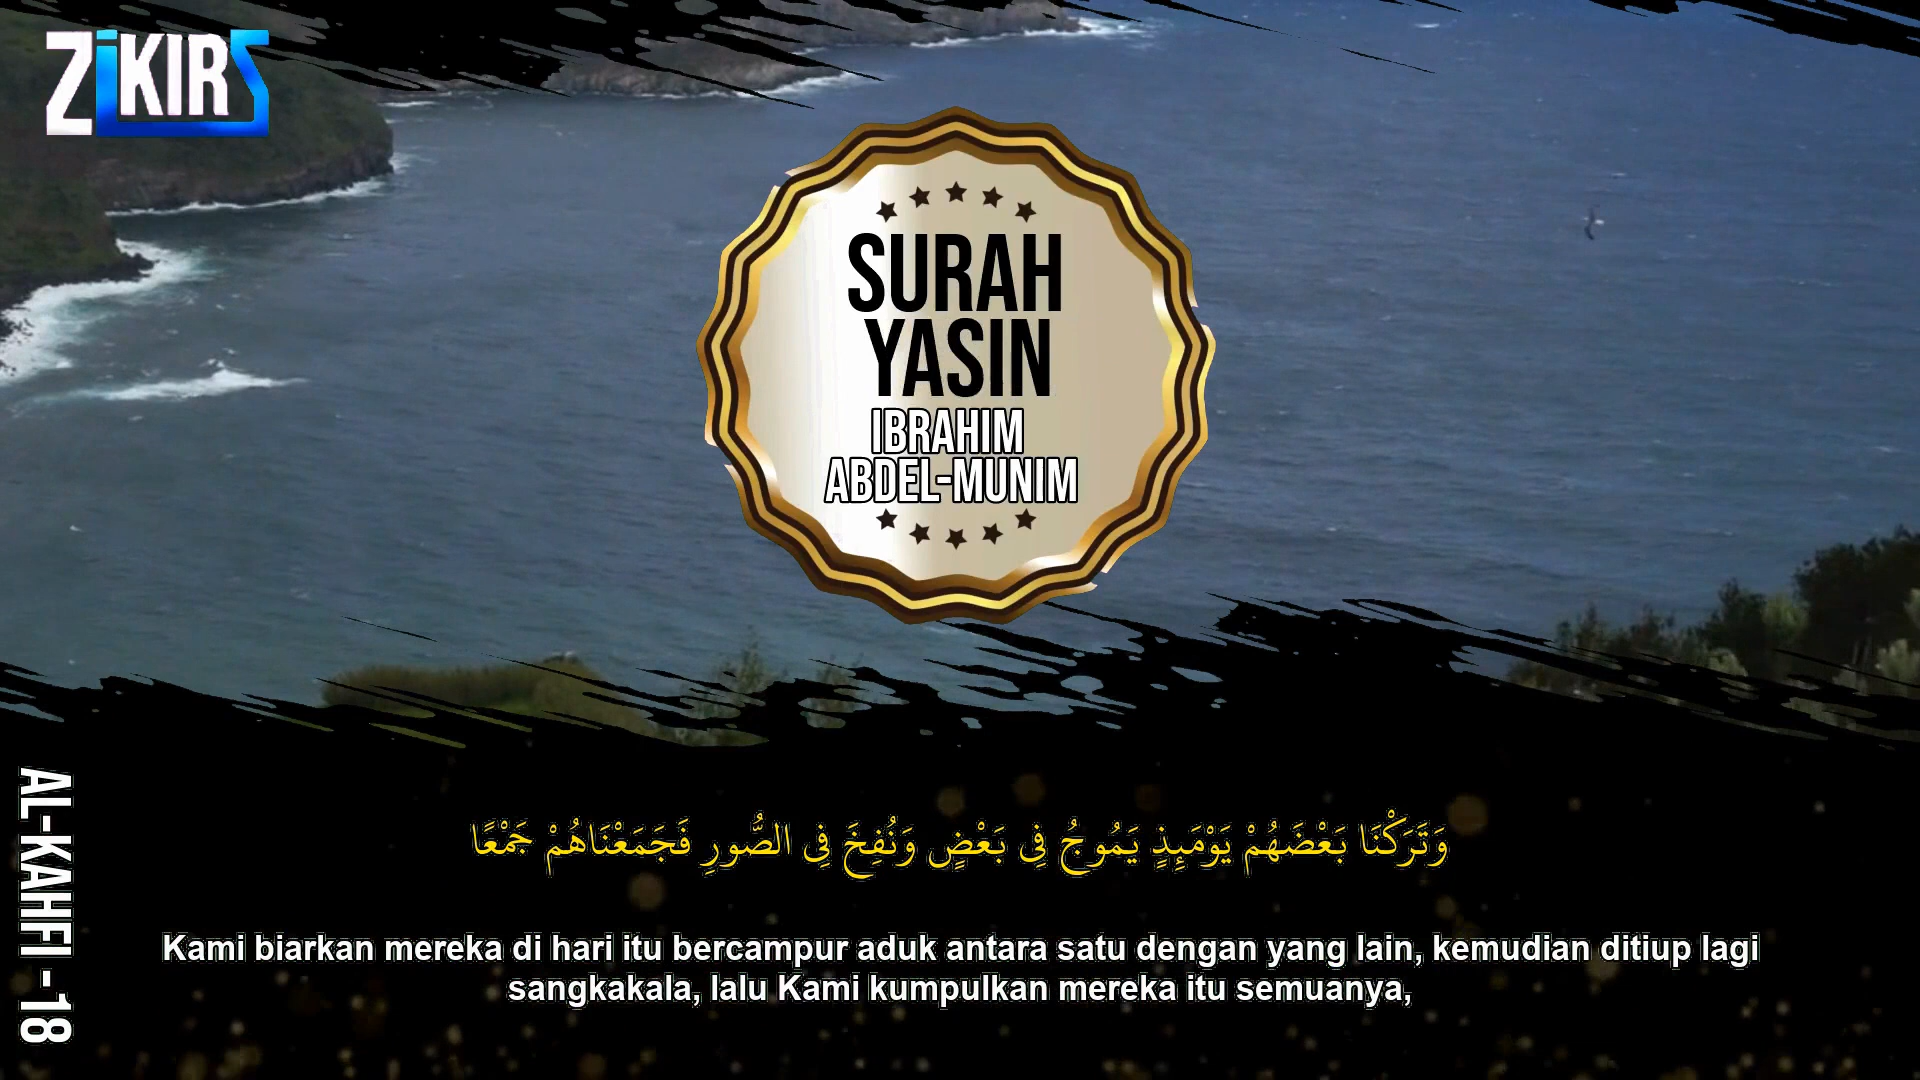 ZiKIRS
SURAH
YASIN
IBRAHIM
ABDEL-MUNIM
وَتَرَكْنَا بَعْضَهُمْ يَوْمَئِذٍ يَمُوجُ فِى بَعْضٍ وَنُفِخَ فِى الصُّورِ فَجَمَعْنَاهُمْ جَمْعًا
Kami biarkan mereka di hari itu bercampur aduk antara satu dengan yang lain, kemudian ditiup lagi
sangkakala, lalu Kami kumpulkan mereka itu semuanya,
AL-KAHFI -18